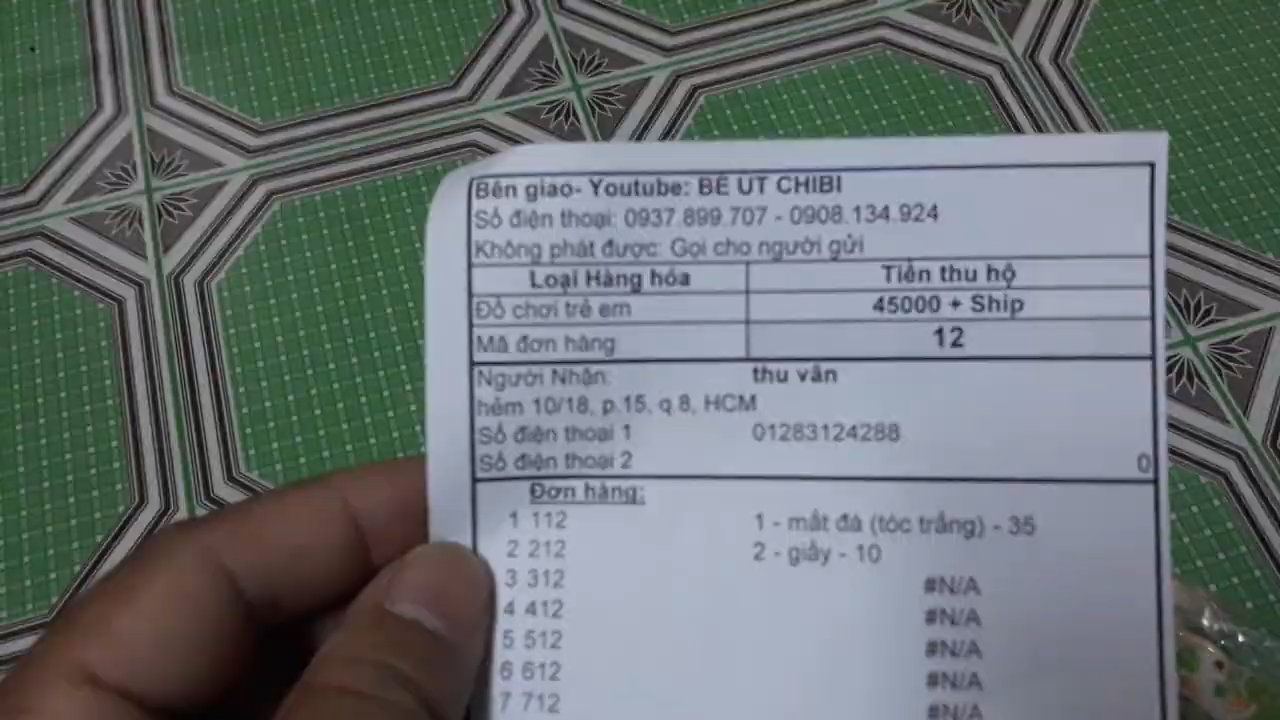 Bên giao- Youtube: BÉ ÚT CHIBI
Số điện thoại: 0937.899.707 - 0908.134.924
Không phát được: Gọi cho người gửi
Loại Hàng hóa Tiền thu hộ
Đồ chơi trẻ em 45000 + Ship
Mã đơn hàng 12
Người Nhận: thu vân
hẻm 10/18, p.15, q.8, HCM
Số điện thoại 1 01283124288
Số điện thoại 2 0
Đơn hàng:
1 112 1 - mắt đá (tóc trắng) - 35
2 212 2 - giầy - 10
3 312 #N/A
4 412 #N/A
5 512 #N/A
6 612 #N/A
7 712 #N/A